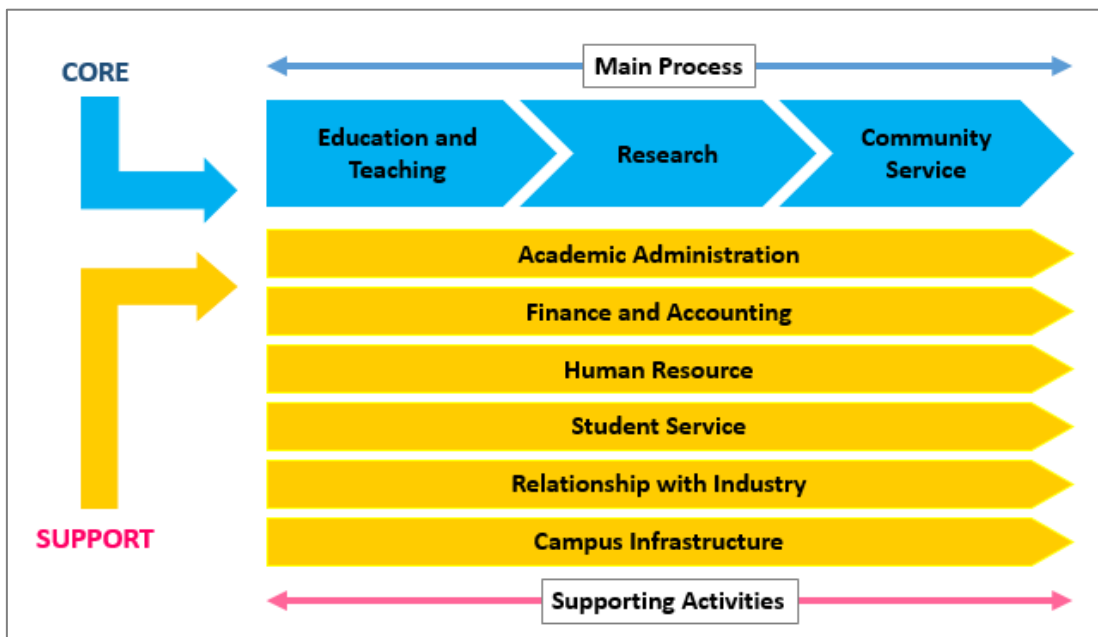 CORE
Main Process
Education and
Teaching
Research
Community
Service
Academic Administration
Finance and Accounting
Human Resource
Student Service
Relationship with Industry
Campus Infrastructure
SUPPORT
Supporting Activities